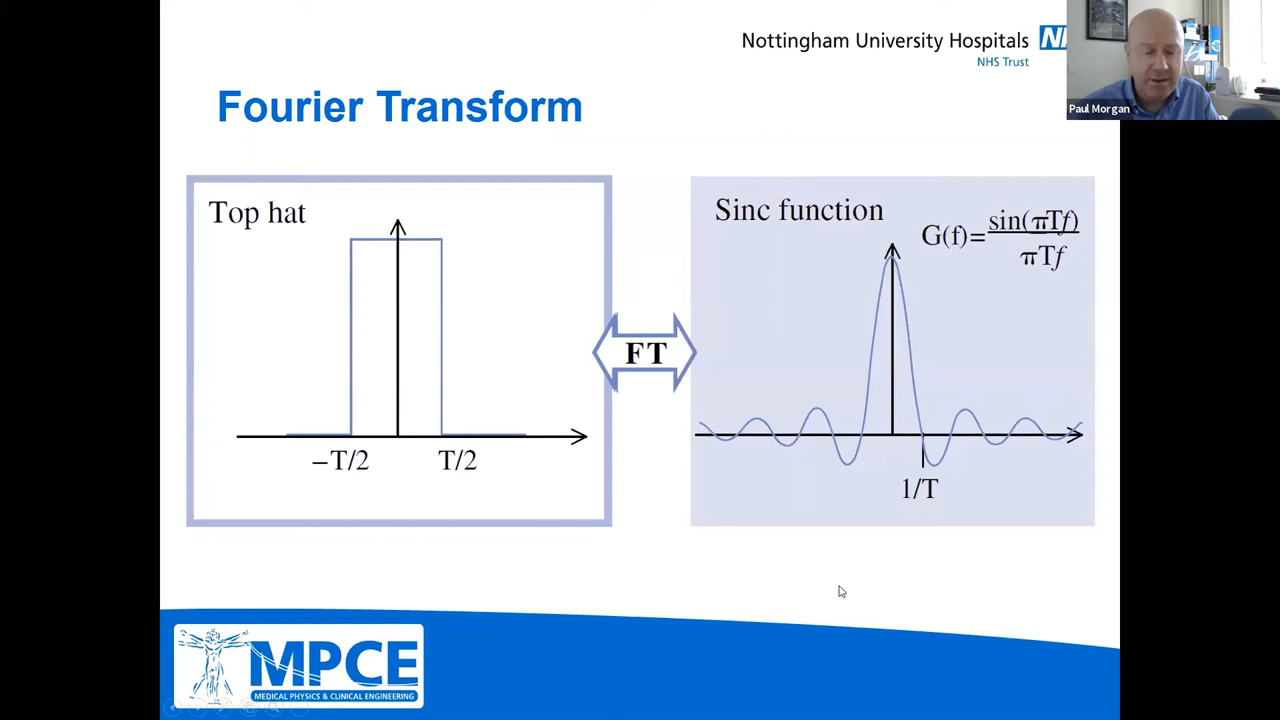 Nottingham University Hospitals
NHS Trust
Paul Morgan
Fourier Transform
Top hat
–T/2
T/2
FT
Sinc function
G(f)=sin(πTf)
πTf
1/T
MPCE
MEDICAL PHYSICS & CLINICAL ENGINEERING